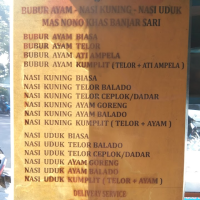 BUBUR AYAM - NASI KUNING - NASI UDUK
MAS NONO KHAS BANJAR SARI
BUBUR AYAM BIASA
BUBUR AYAM TELOR
BUBUR AYAM ATI AMPELA
BUBUR AYAM KUMPLIT ( TELOR + ATI AMPELA )
NASI KUNING BIASA
NASI KUNING TELOR BALADO
NASI KUNING TELOR CEPLOK/DADAR
NASI KUNING AYAM GORENG
NASI KUNING AYAM BALADO
NASI KUNING KUMPLIT ( TELOR + AYAM )
NASI UDUK BIASA
NASI UDUK TELOR BALADO
NASI UDUK TELOR CEPLOK/DADAR
NASI UDUK AYAM GORENG
NASI UDUK AYAM BALADO
NASI UDUK KUMPLIT ( TELOR + AYAM )
DELIVERY SERVICE